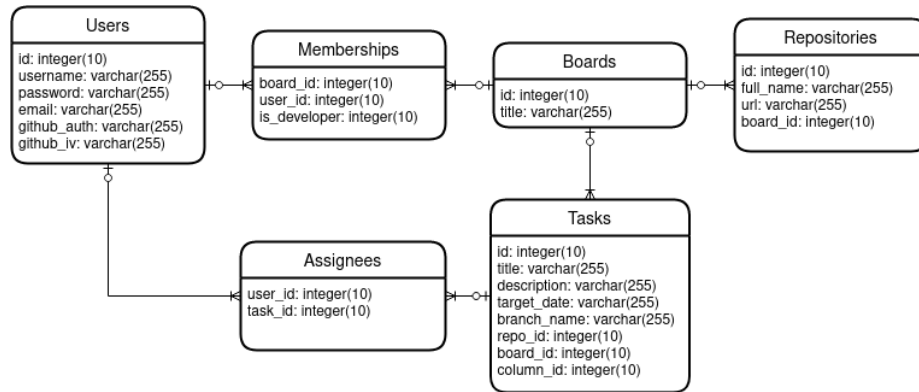 Users
id: integer(10)
username: varchar(255)
password: varchar(255)
email: varchar(255)
github_auth: varchar(255)
github_iv: varchar(255)
Memberships
board_id: integer(10)
user_id: integer(10)
is_developer: integer(10)
Boards
id: integer(10)
title: varchar(255)
Repositories
id: integer(10)
full_name: varchar(255)
url: varchar(255)
board_id: integer(10)
Assignees
user_id: integer(10)
task_id: integer(10)
Tasks
id: integer(10)
title: varchar(255)
description: varchar(255)
target_date: varchar(255)
branch_name: varchar(255)
repo_id: integer(10)
board_id: integer(10)
column_id: integer(10)